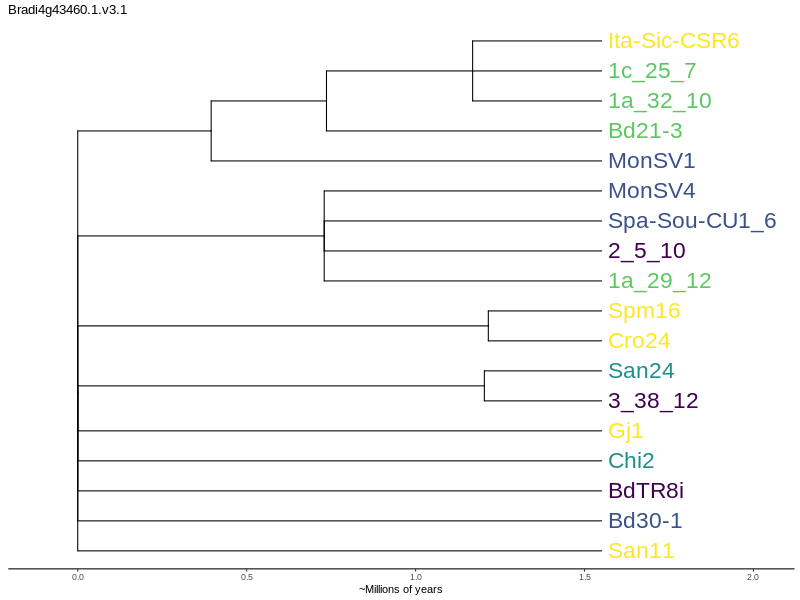 Bradi4g43460.1.v3.1
Ita-Sic-CSR6
1c_25_7
1a_32_10
Bd21-3
MonSV1
MonSV4
Spa-Sou-CU1_6
2_5_10
1a_29_12
Spm16
Cro24
San24
3_38_12
Gj1
Chi2
BdTR8i
Bd30-1
San11
0.0 0.5 1.0 1.5 2.0
~Millions of years